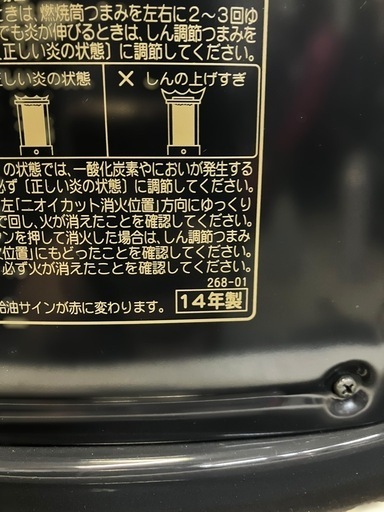 ときは、燃焼筒つまみを左右に2～3回ゆ
でも炎が伸びるときは、しん調節つまみを
正しい炎の状態〕に調節してください。
正しい炎の状態
× しんの上げすぎ
の状態では、一酸化炭素やにおいが発生する
必ず〔正しい炎の状態〕に調節してください。
左「ニオイカット消火位置」方向にゆっくり
で回し、火が消えたことを確認してください。
ンを押して消火した場合は、しん調節つまみ
火位置」にもどったことを確認してください。
必ず火が消えたことを確認してください。
268-01
給油サインが赤に変わります。
14年製